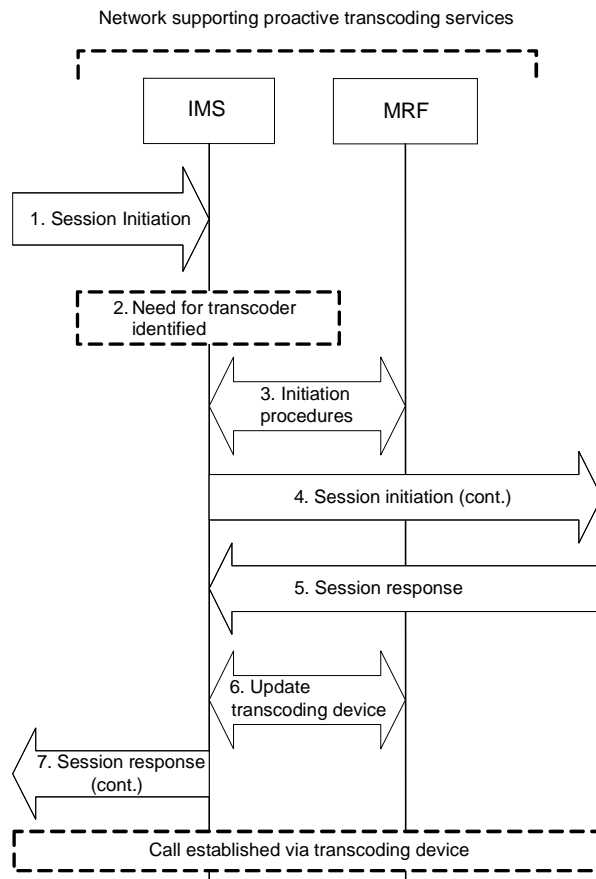 Network supporting proactive transcoding services
IMS
MRF
1. Session Initiation
2. Need for transcoder
identified
3. Initiation
procedures
4. Session initiation (cont.)
5. Session response
6. Update
transcoding device
7. Session response
(cont.)
Call established via transcoding device